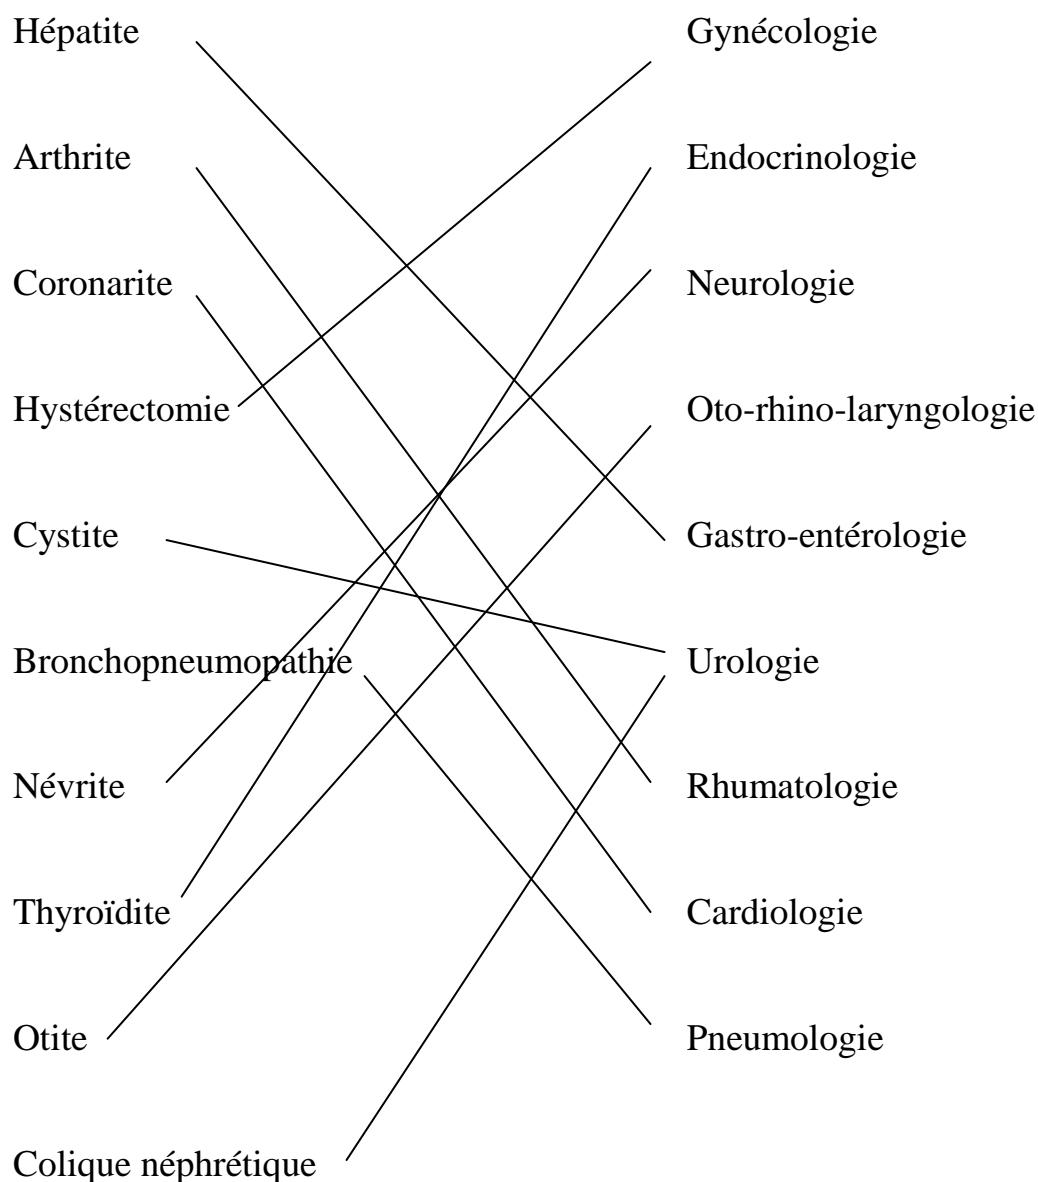 Hépatite Gynécologie
Arthrite Endocrinologie
Coronarite Neurologie
Hystérectomie Oto-rhino-laryngologie
Cystite Gastro-entérologie
Bronchopneumopathie Urologie
Névrite Rhumatologie
Thyroïdite Cardiologie
Otite Pneumologie
Colique néphrétique